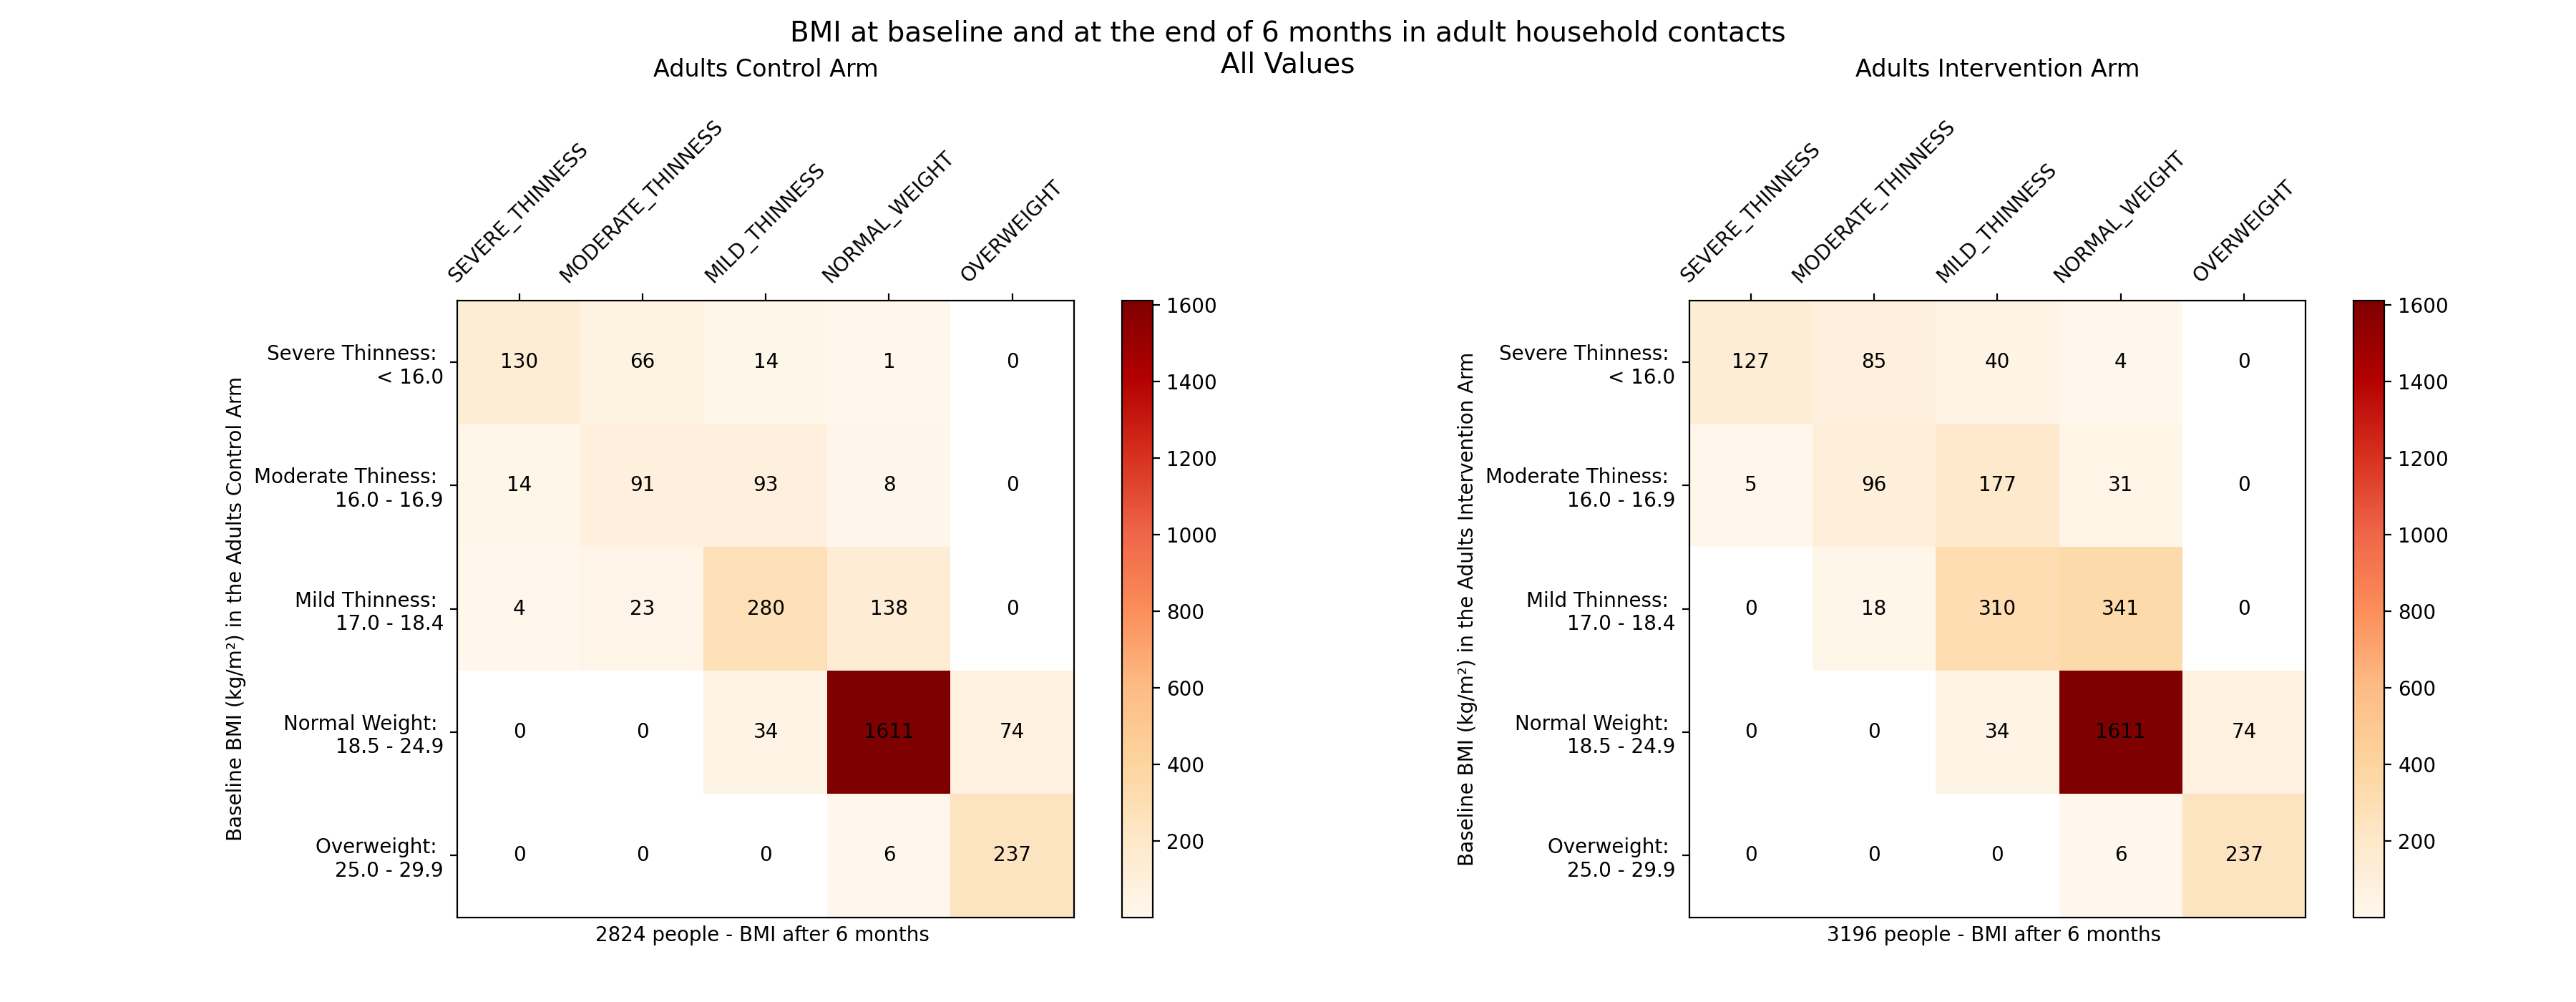 BMI at baseline and at the end of 6 months in adult household contacts
All Values
Adults Control Arm
SEVERE_THINNESS
MODERATE_THINNESS
MILD_THINNESS
NORMAL_WEIGHT
OVERWEIGHT
Baseline BMI (kg/m²) in the Adults Control Arm
Severe Thinness:
< 16.0
130 66 14 1 0
Moderate Thiness:
16.0 - 16.9
14 91 93 8 0
Mild Thinness:
17.0 - 18.4
4 23 280 138 0
Normal Weight:
18.5 - 24.9
0 0 34 1611 74
Overweight:
25.0 - 29.9
0 0 0 6 237
2824 people - BMI after 6 months
1600
1400
1200
1000
800
600
400
200
Adults Intervention Arm
SEVERE_THINNESS
MODERATE_THINNESS
MILD_THINNESS
NORMAL_WEIGHT
OVERWEIGHT
Baseline BMI (kg/m²) in the Adults Intervention Arm
Severe Thinness:
< 16.0
127 85 40 4 0
Moderate Thiness:
16.0 - 16.9
5 96 177 31 0
Mild Thinness:
17.0 - 18.4
0 18 310 341 0
Normal Weight:
18.5 - 24.9
0 0 34 1611 74
Overweight:
25.0 - 29.9
0 0 0 6 237
3196 people - BMI after 6 months
1600
1400
1200
1000
800
600
400
200